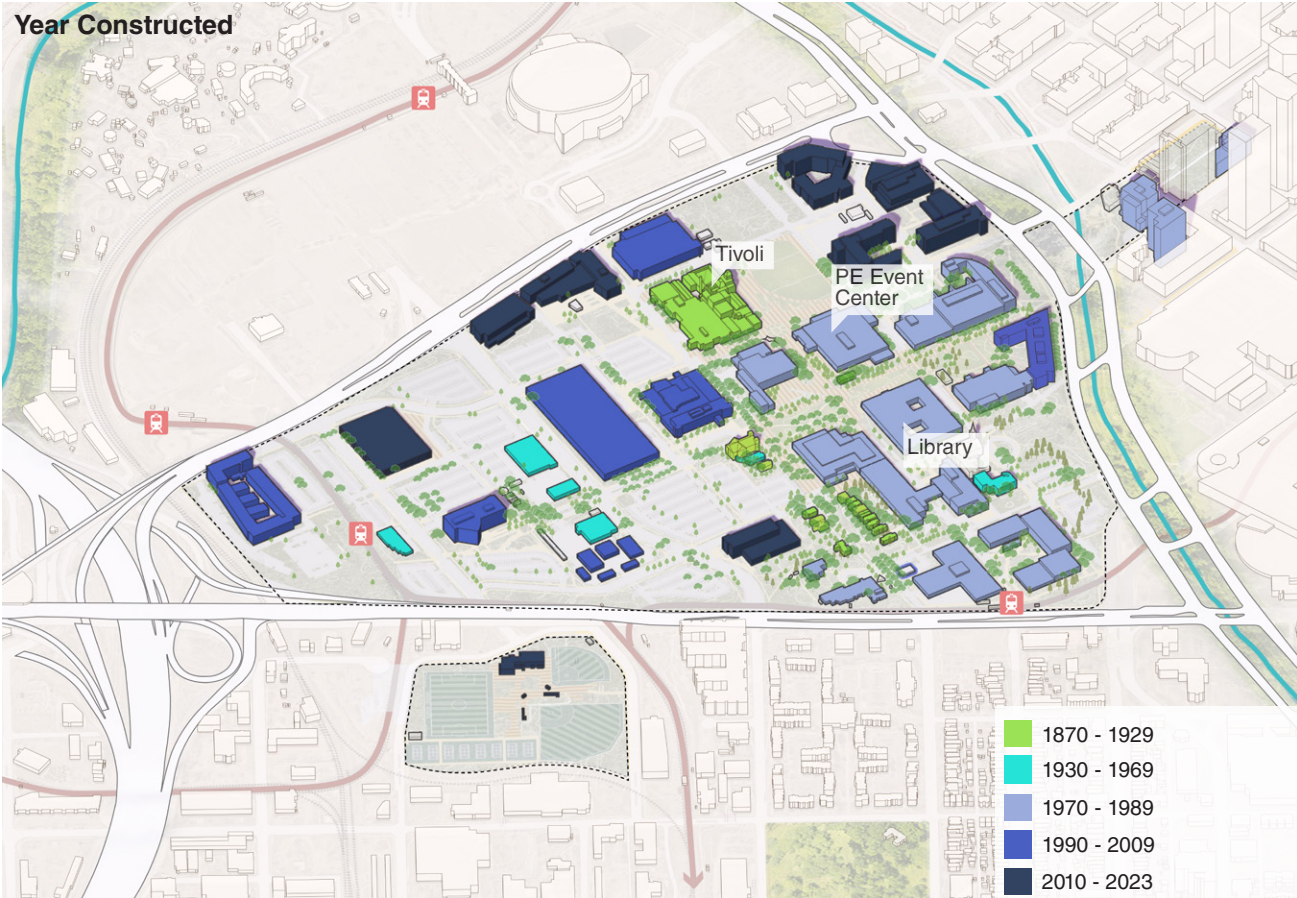 Year Constructed
Tivoli
PE Event
Center
Library
1870 - 1929
1930 - 1969
1970 - 1989
1990 - 2009
2010 - 2023